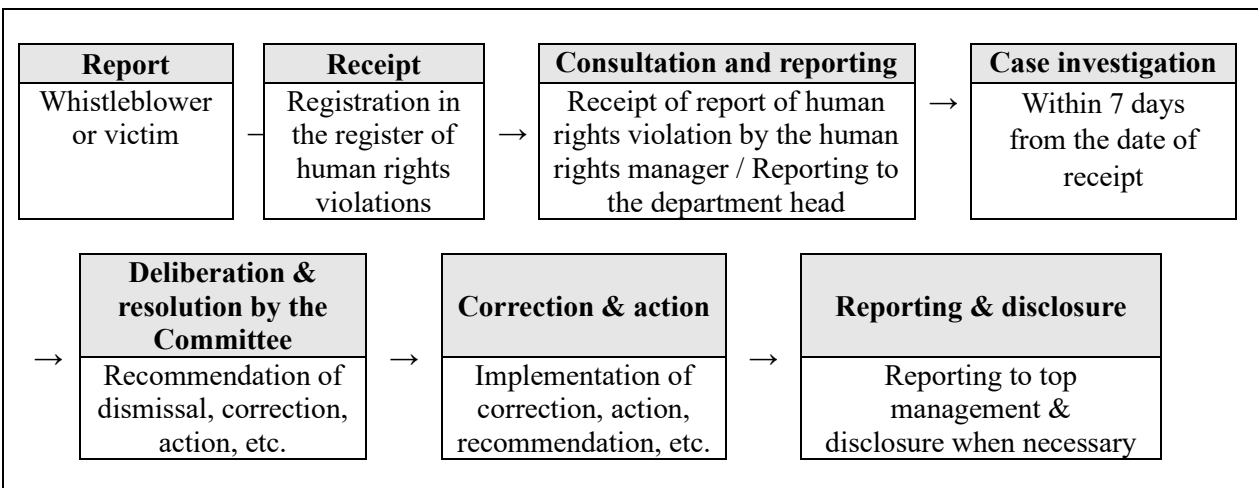 Report
Whistleblower
or victim
–
Receipt
Registration in
the register of
human rights
violations
→
Consultation and reporting
Receipt of report of human
rights violation by the human
rights manager / Reporting to
the department head
→
Case investigation
Within 7 days
from the date of
receipt
→
Deliberation &
resolution by the
Committee
Recommendation of
dismissal, correction,
action, etc.
→
Correction & action
Implementation of
correction, action,
recommendation, etc.
→
Reporting & disclosure
Reporting to top
management &
disclosure when necessary